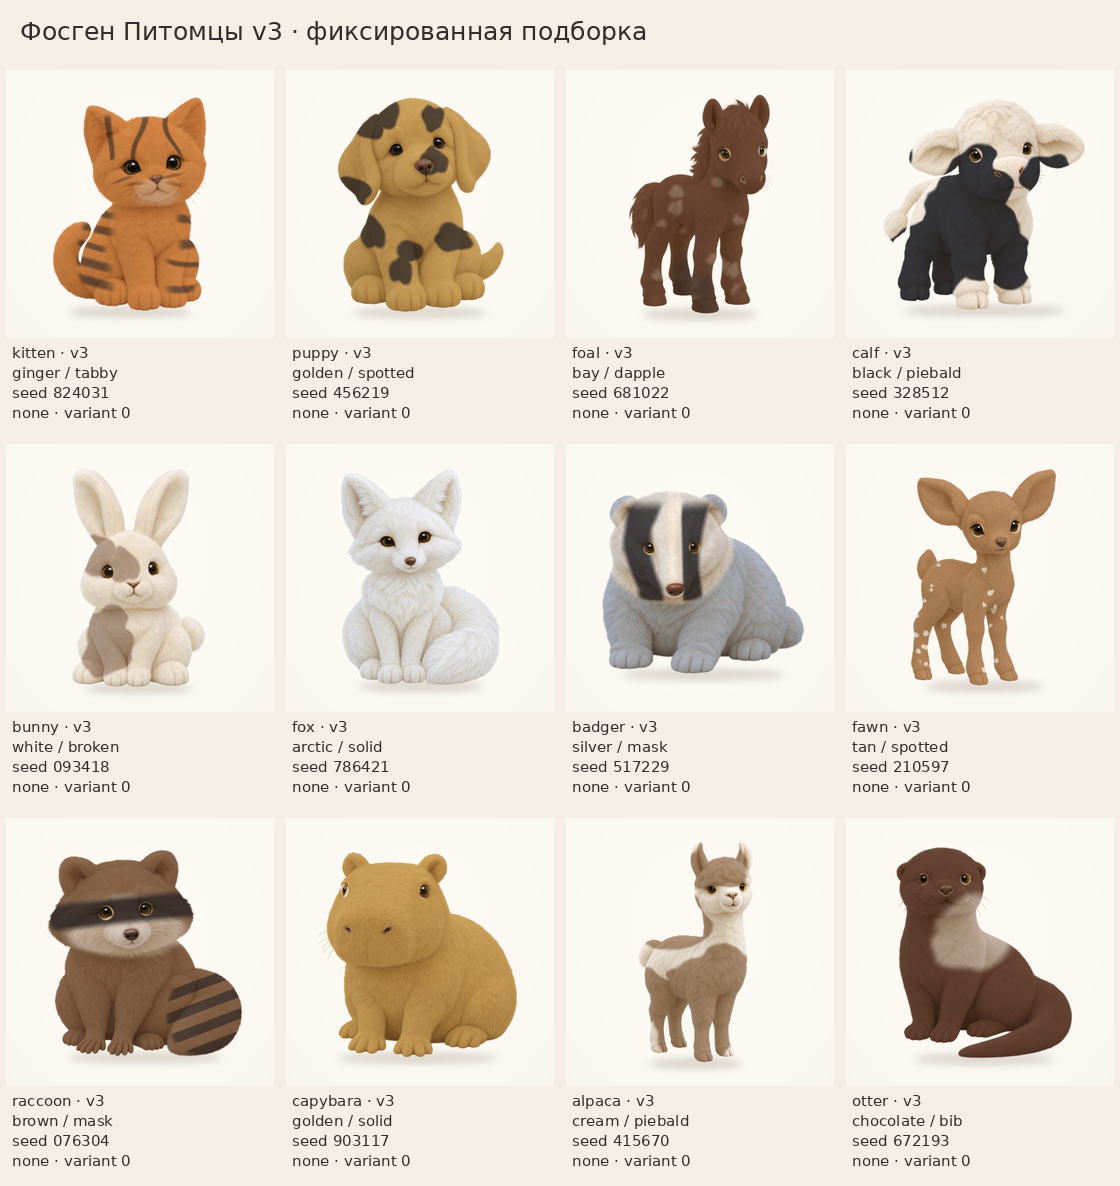 Фосген Питомцы v3 · фиксированная подборка
kitten · v3
ginger / tabby
seed 824031
none · variant 0
puppy · v3
golden / spotted
seed 456219
none · variant 0
foal · v3
bay / dapple
seed 681022
none · variant 0
calf · v3
black / piebald
seed 328512
none · variant 0
bunny · v3
white / broken
seed 093418
none · variant 0
fox · v3
arctic / solid
seed 786421
none · variant 0
badger · v3
silver / mask
seed 517229
none · variant 0
fawn · v3
tan / spotted
seed 210597
none · variant 0
raccoon · v3
brown / mask
seed 076304
none · variant 0
capybara · v3
golden / solid
seed 903117
none · variant 0
alpaca · v3
cream / piebald
seed 415670
none · variant 0
otter · v3
chocolate / bib
seed 672193
none · variant 0